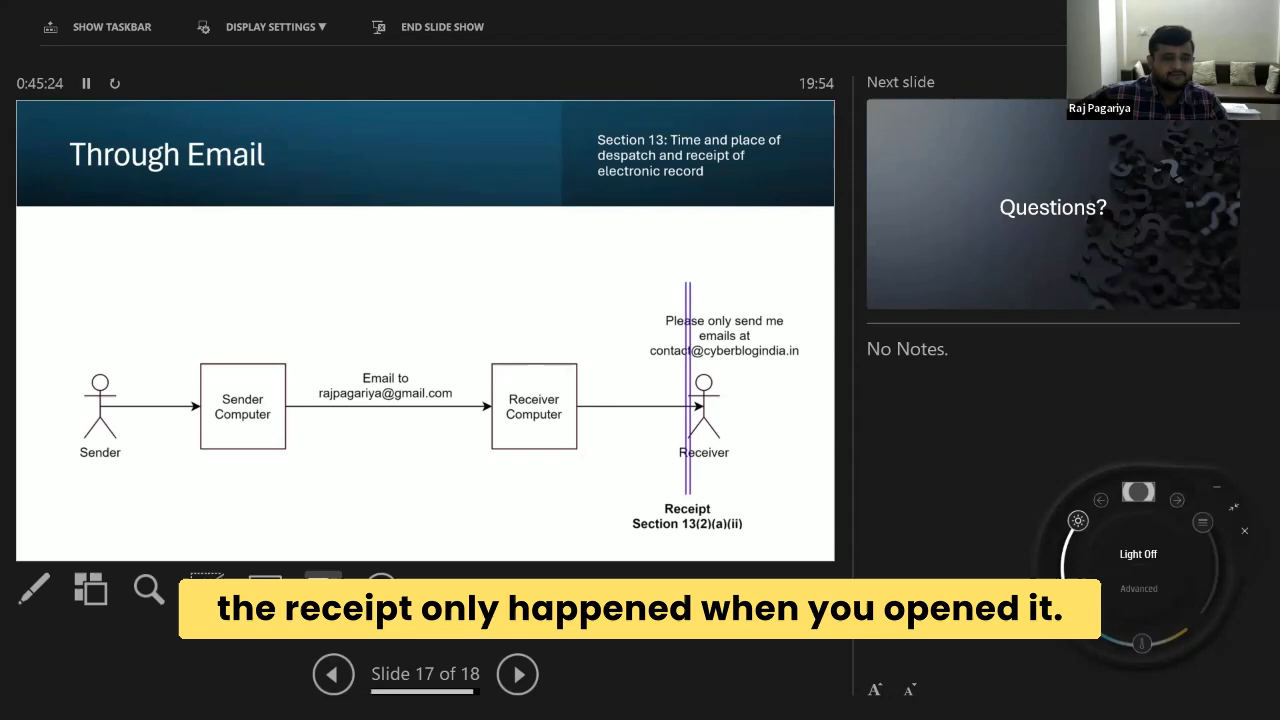 SHOW TASKBAR
DISPLAY SETTINGS ▼
END SLIDE SHOW
0:45:24
19:54
Next slide
Raj Pagariya
Through Email
Section 13: Time and place of
despatch and receipt of
electronic record
Questions?
Please only send me
emails at
contact@cyberblogindia.in
Email to
rajpagariya@gmail.com
Sender
Computer
Receiver
Computer
Sender
Receiver
Receipt
Section 13(2)(a)(ii)
No Notes.
Light Off
Advanced
the receipt only happened when you opened it.
Slide 17 of 18
A
A